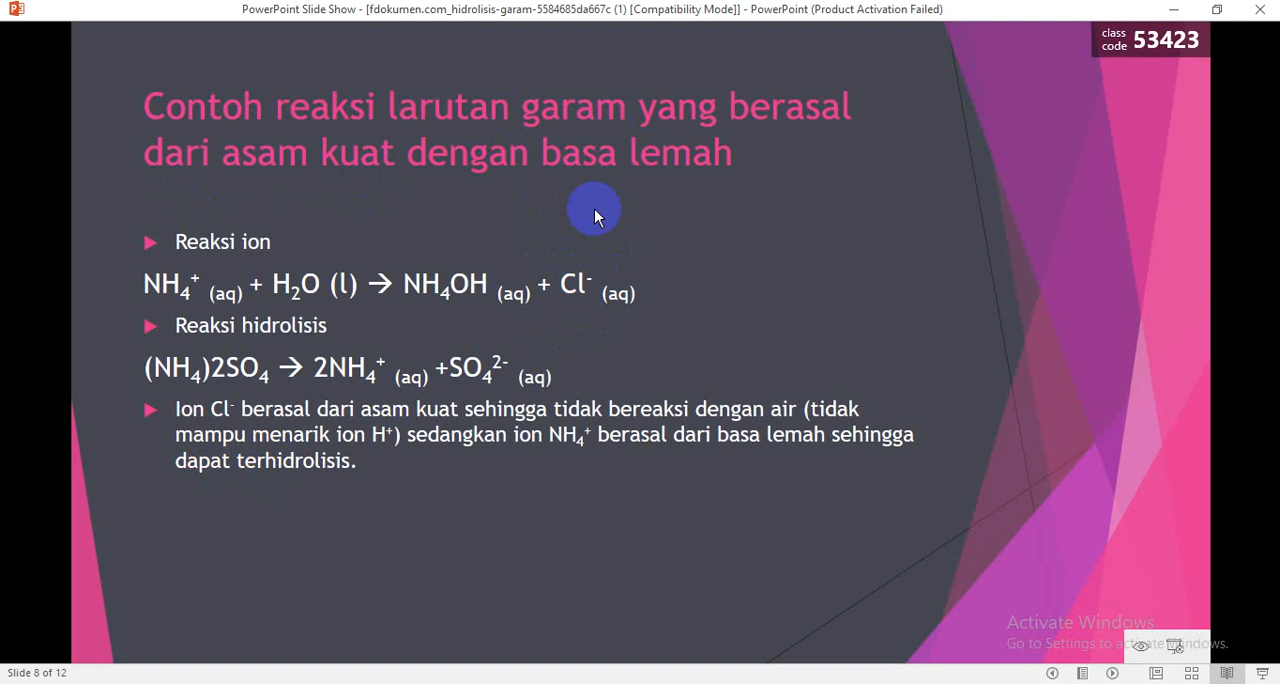 PowerPoint Slide Show - [fdokumen.com_hidrolisis-garam-5584685da667c (1) [Compatibility Mode]] - PowerPoint (Product Activation Failed)
class code 53423
Contoh reaksi larutan garam yang berasal
dari asam kuat dengan basa lemah
Reaksi ion
NH₄⁺ (aq) + H₂O (l) → NH₄OH (aq) + Cl⁻ (aq)
Reaksi hidrolisis
(NH₄)2SO₄ → 2NH₄⁺ (aq) +SO₄²⁻ (aq)
Ion Cl⁻ berasal dari asam kuat sehingga tidak bereaksi dengan air (tidak
mampu menarik ion H⁺) sedangkan ion NH₄⁺ berasal dari basa lemah sehingga
dapat terhidrolisis.
Activate Windows
Go to Settings to activate Windows.
Slide 8 of 12